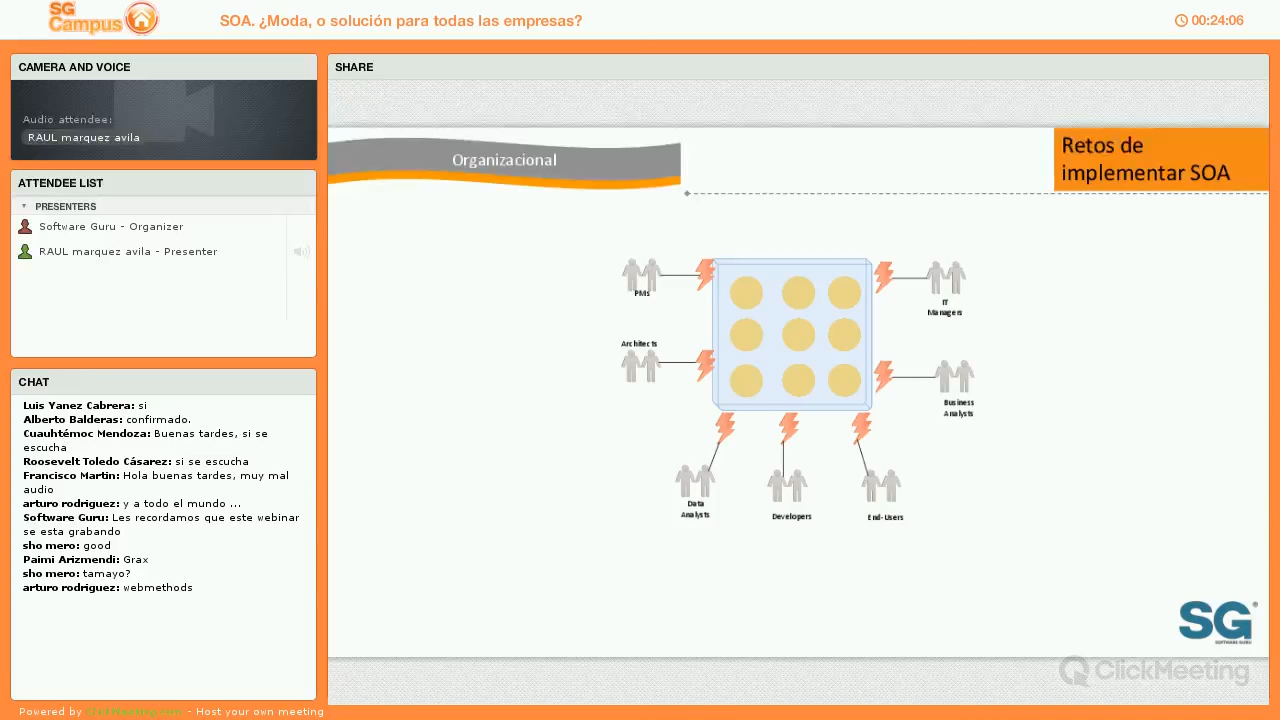 SG
Campus
SOA. ¿Moda, o solución para todas las empresas?
00:24:06
CAMERA AND VOICE
Audio attendee:
RAUL marquez avila
ATTENDEE LIST
PRESENTERS
Software Guru - Organizer
RAUL marquez avila - Presenter
CHAT
Luis Yanez Cabrera: si
Alberto Balderas: confirmado.
Cuauhtémoc Mendoza: Buenas tardes, si se
escucha
Roosevelt Toledo Cásarez: si se escucha
Francisco Martin: Hola buenas tardes, muy mal
audio
arturo rodriguez: y a todo el mundo ...
Software Guru: Les recordamos que este webinar
se esta grabando
sho mero: good
Paimi Arizmendi: Grax
sho mero: tamayo?
arturo rodriguez: webmethods
Powered by ClickMeeting.com - Host your own meeting
SHARE
Organizacional
Retos de
implementar SOA
PMs
IT
Managers
Architects
Business
Analysts
Data
Analysts
Developers
End-Users
SG
SOFTWARE GURU
ClickMeeting